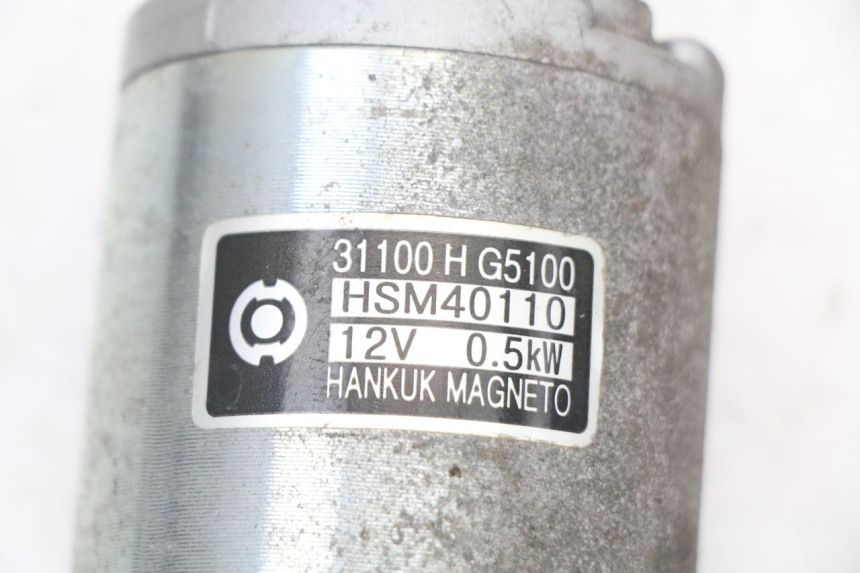 31100 H G5100
HSM40110
12V 0.5kW
HANKUK MAGNETO